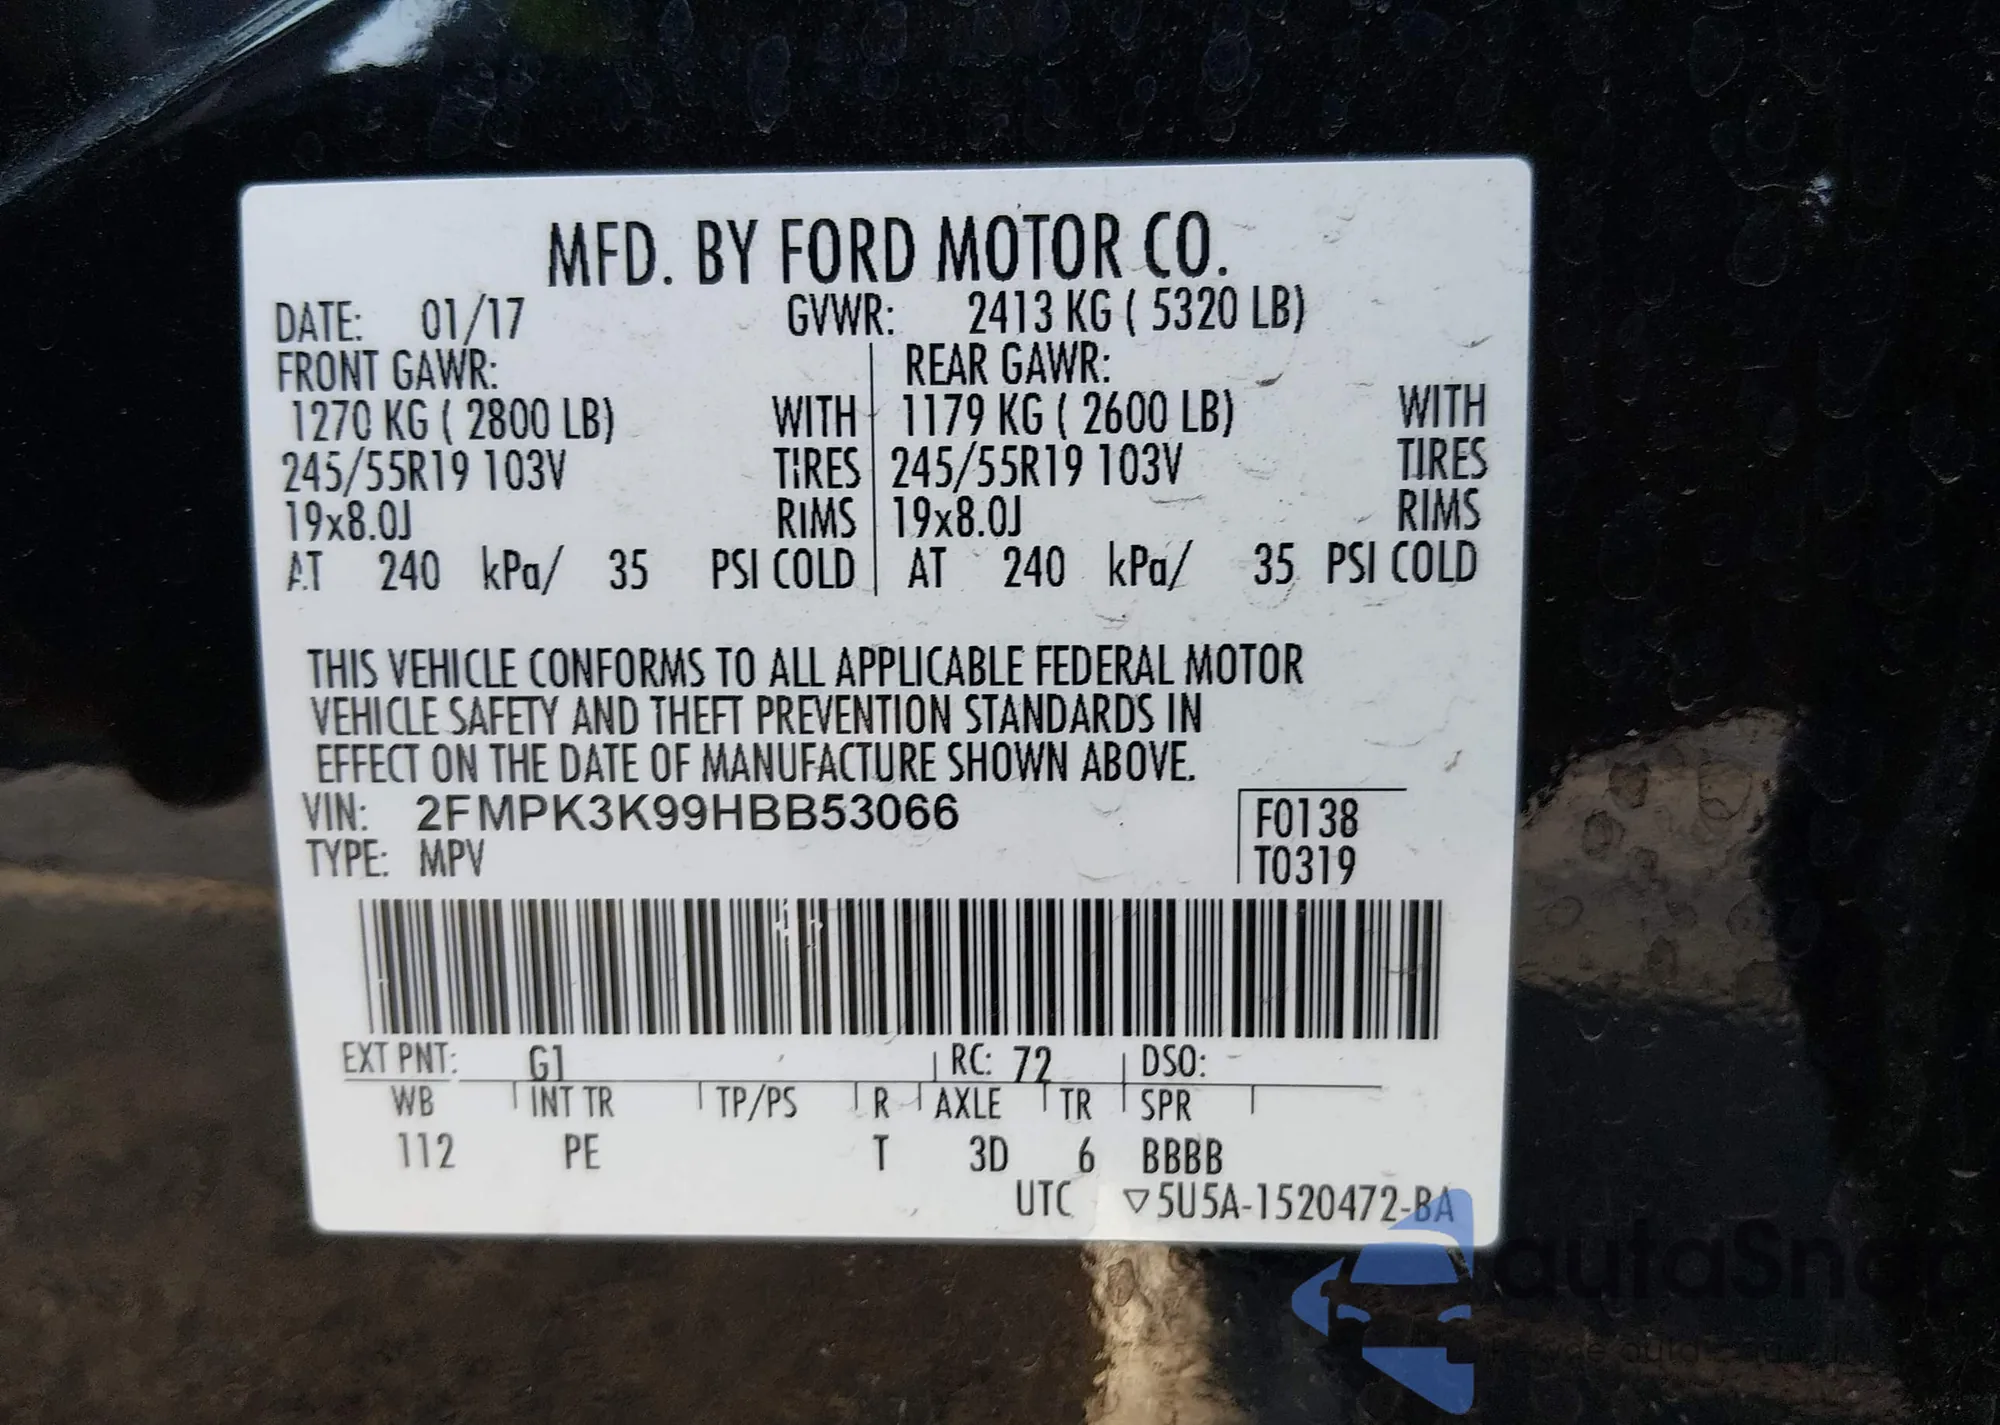 MFD. BY FORD MOTOR CO.
DATE: 01/17 GVWR: 2413 KG ( 5320 LB)
FRONT GAWR: REAR GAWR:
1270 KG ( 2800 LB) WITH 1179 KG ( 2600 LB) WITH
245/55R19 103V TIRES 245/55R19 103V TIRES
19x8.0J RIMS 19x8.0J RIMS
AT 240 kPa/ 35 PSI COLD AT 240 kPa/ 35 PSI COLD
THIS VEHICLE CONFORMS TO ALL APPLICABLE FEDERAL MOTOR
VEHICLE SAFETY AND THEFT PREVENTION STANDARDS IN
EFFECT ON THE DATE OF MANUFACTURE SHOWN ABOVE.
VIN: 2FMPK3K99HBB53066 F0138
TYPE: MPV T0319
EXT PNT: G1 RC: 72 DSO:
WB INT TR TP/PS R AXLE TR SPR
112 PE T 3D 6 BBBB
UTC ▽5U5A-1520472-BA
autaSnap